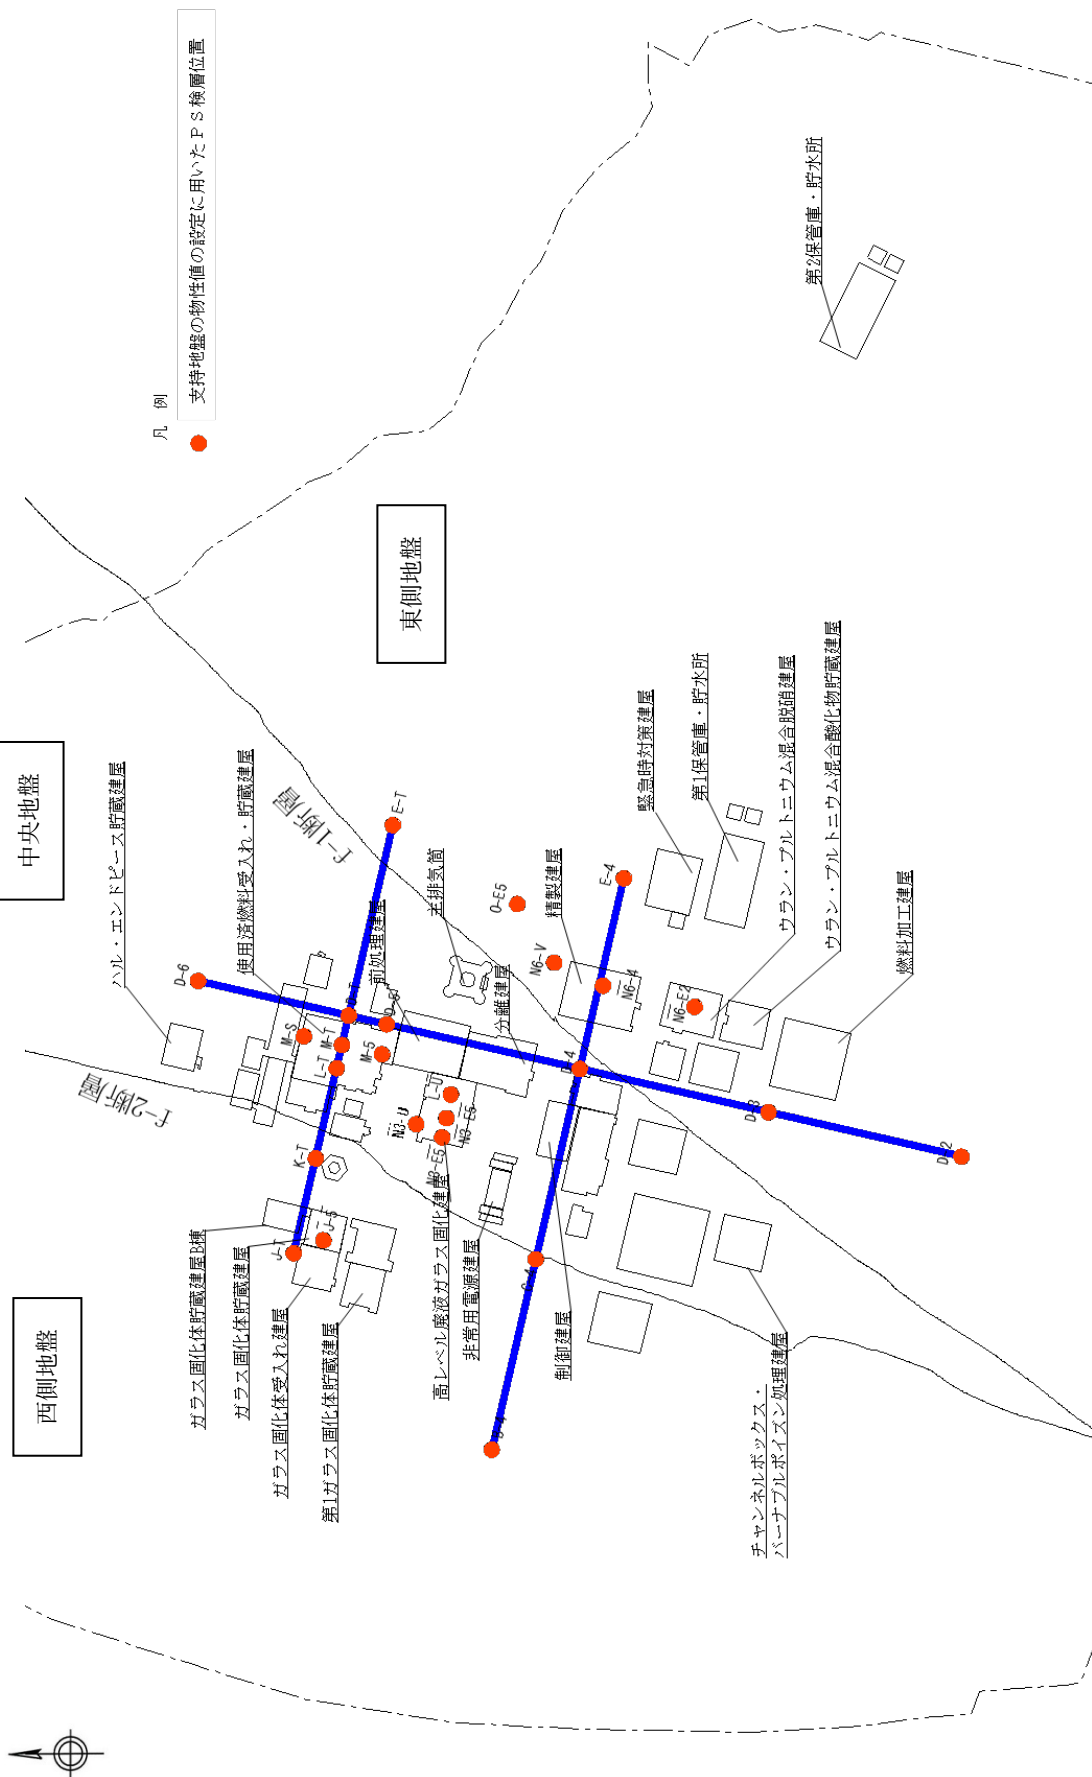 凡　例
支持地盤の物性値の設定に用いたＰＳ検層位置
西側地盤
中央地盤
東側地盤
f-2断層
f-1断層
ハル・エンドピース貯蔵建屋
使用済燃料受入れ・貯蔵建屋
前処理建屋
主排気筒
分離建屋
精製建屋
緊急時対策建屋
第1保管庫・貯水所
第2保管庫・貯水所
ウラン・プルトニウム混合脱硝建屋
ウラン・プルトニウム混合酸化物貯蔵建屋
燃料加工建屋
ガラス固化体貯蔵建屋B棟
ガラス固化体貯蔵建屋
ガラス固化体受入れ建屋
第1ガラス固化体貯蔵建屋
高レベル廃液ガラス固化建屋
非常用電源建屋
制御建屋
チャンネルボックス・
バーナブルポイズン処理建屋
D-6
E-T
M-S
M-T
L-T
K-T
J-T
J-5
M-5
N3-U
N3-E5
O-E5
N6-V
N6-4
E-4
N6-E2